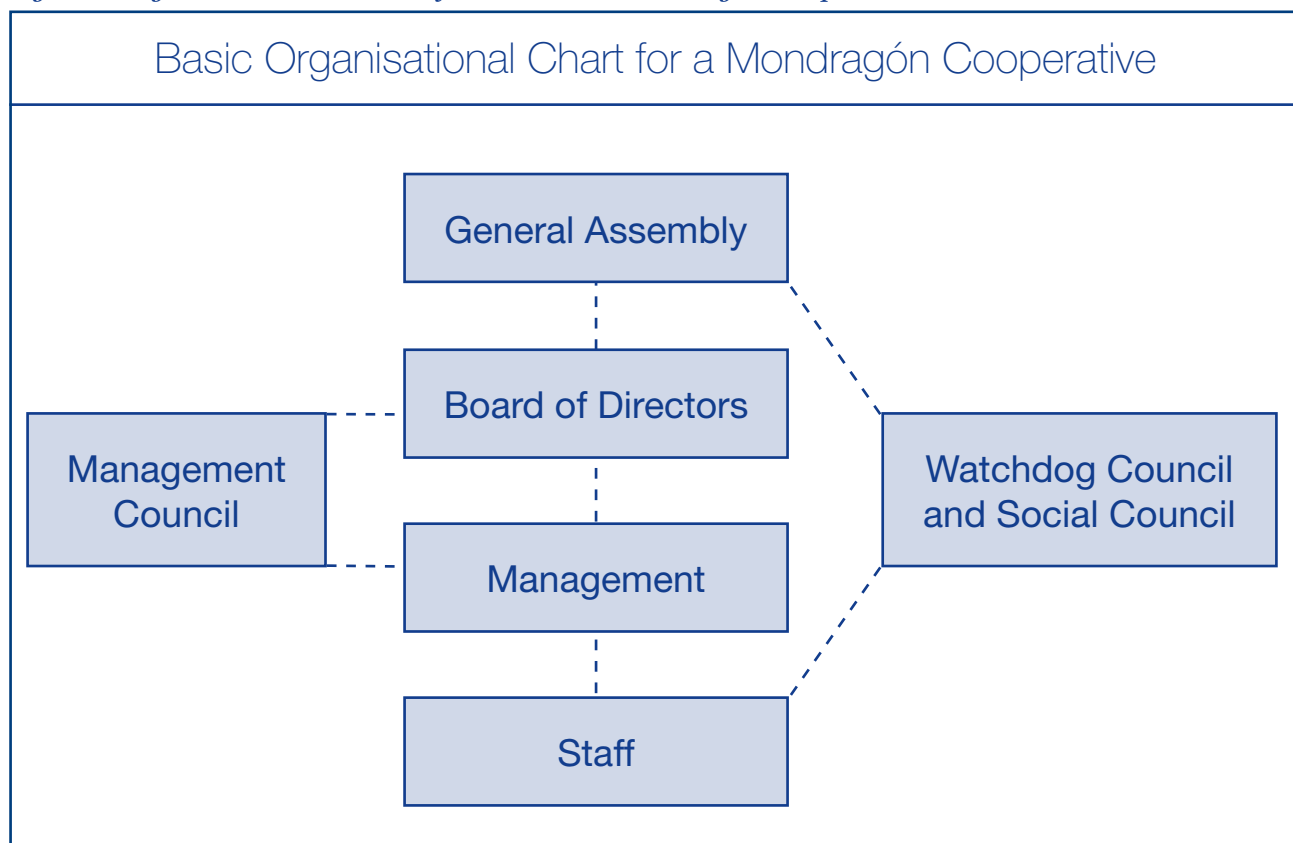 Basic Organisational Chart for a Mondragón Cooperative
General Assembly
Board of Directors
Management
Council
Watchdog Council
and Social Council
Management
Staff